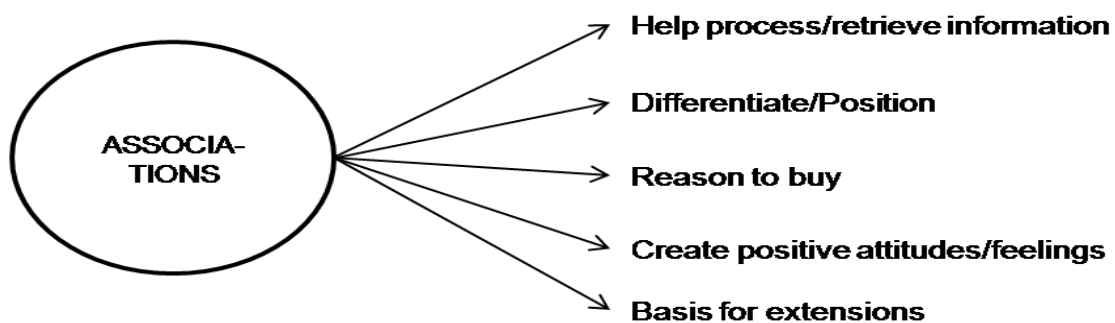 ASSOCIA-
TIONS
Help process/retrieve information
Differentiate/Position
Reason to buy
Create positive attitudes/feelings
Basis for extensions